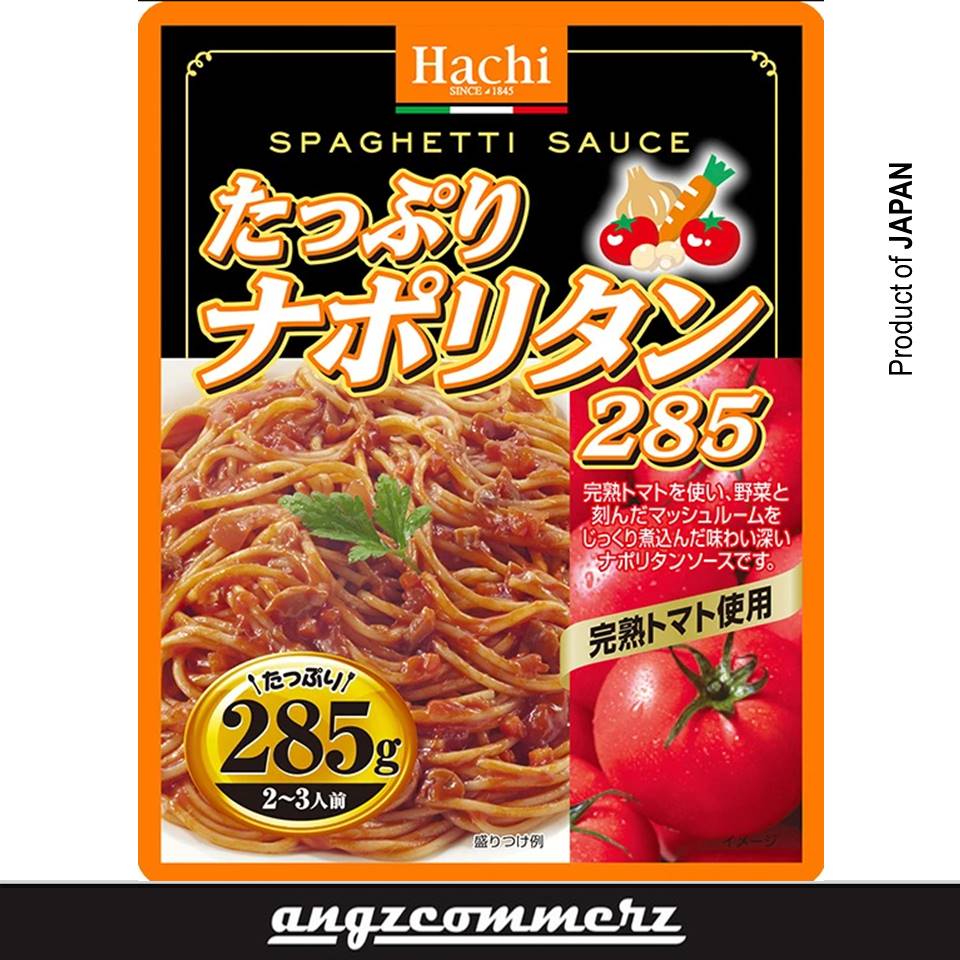 Hachi
SINCE 1845
SPAGHETTI SAUCE
たっぷり
ナポリタン
285
完熟トマトを使い、野菜と
刻んだマッシュルームを
じっくり煮込んだ味わい深い
ナポリタンソースです。
完熟トマト使用
たっぷり
285g
2〜3人前
盛りつけ例
イメージ
Product of JAPAN
angzcommerz